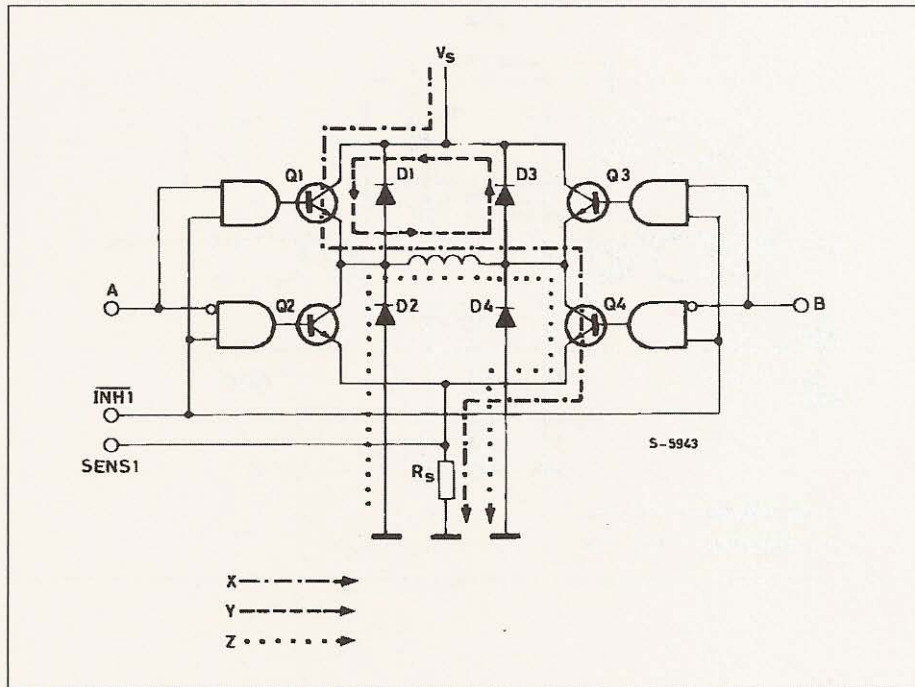 Vs
Q1 D1 D3 Q3
A Q2 D2 D4 Q4 B
INH1
SENS1 S-5943
Rs
X
Y
Z